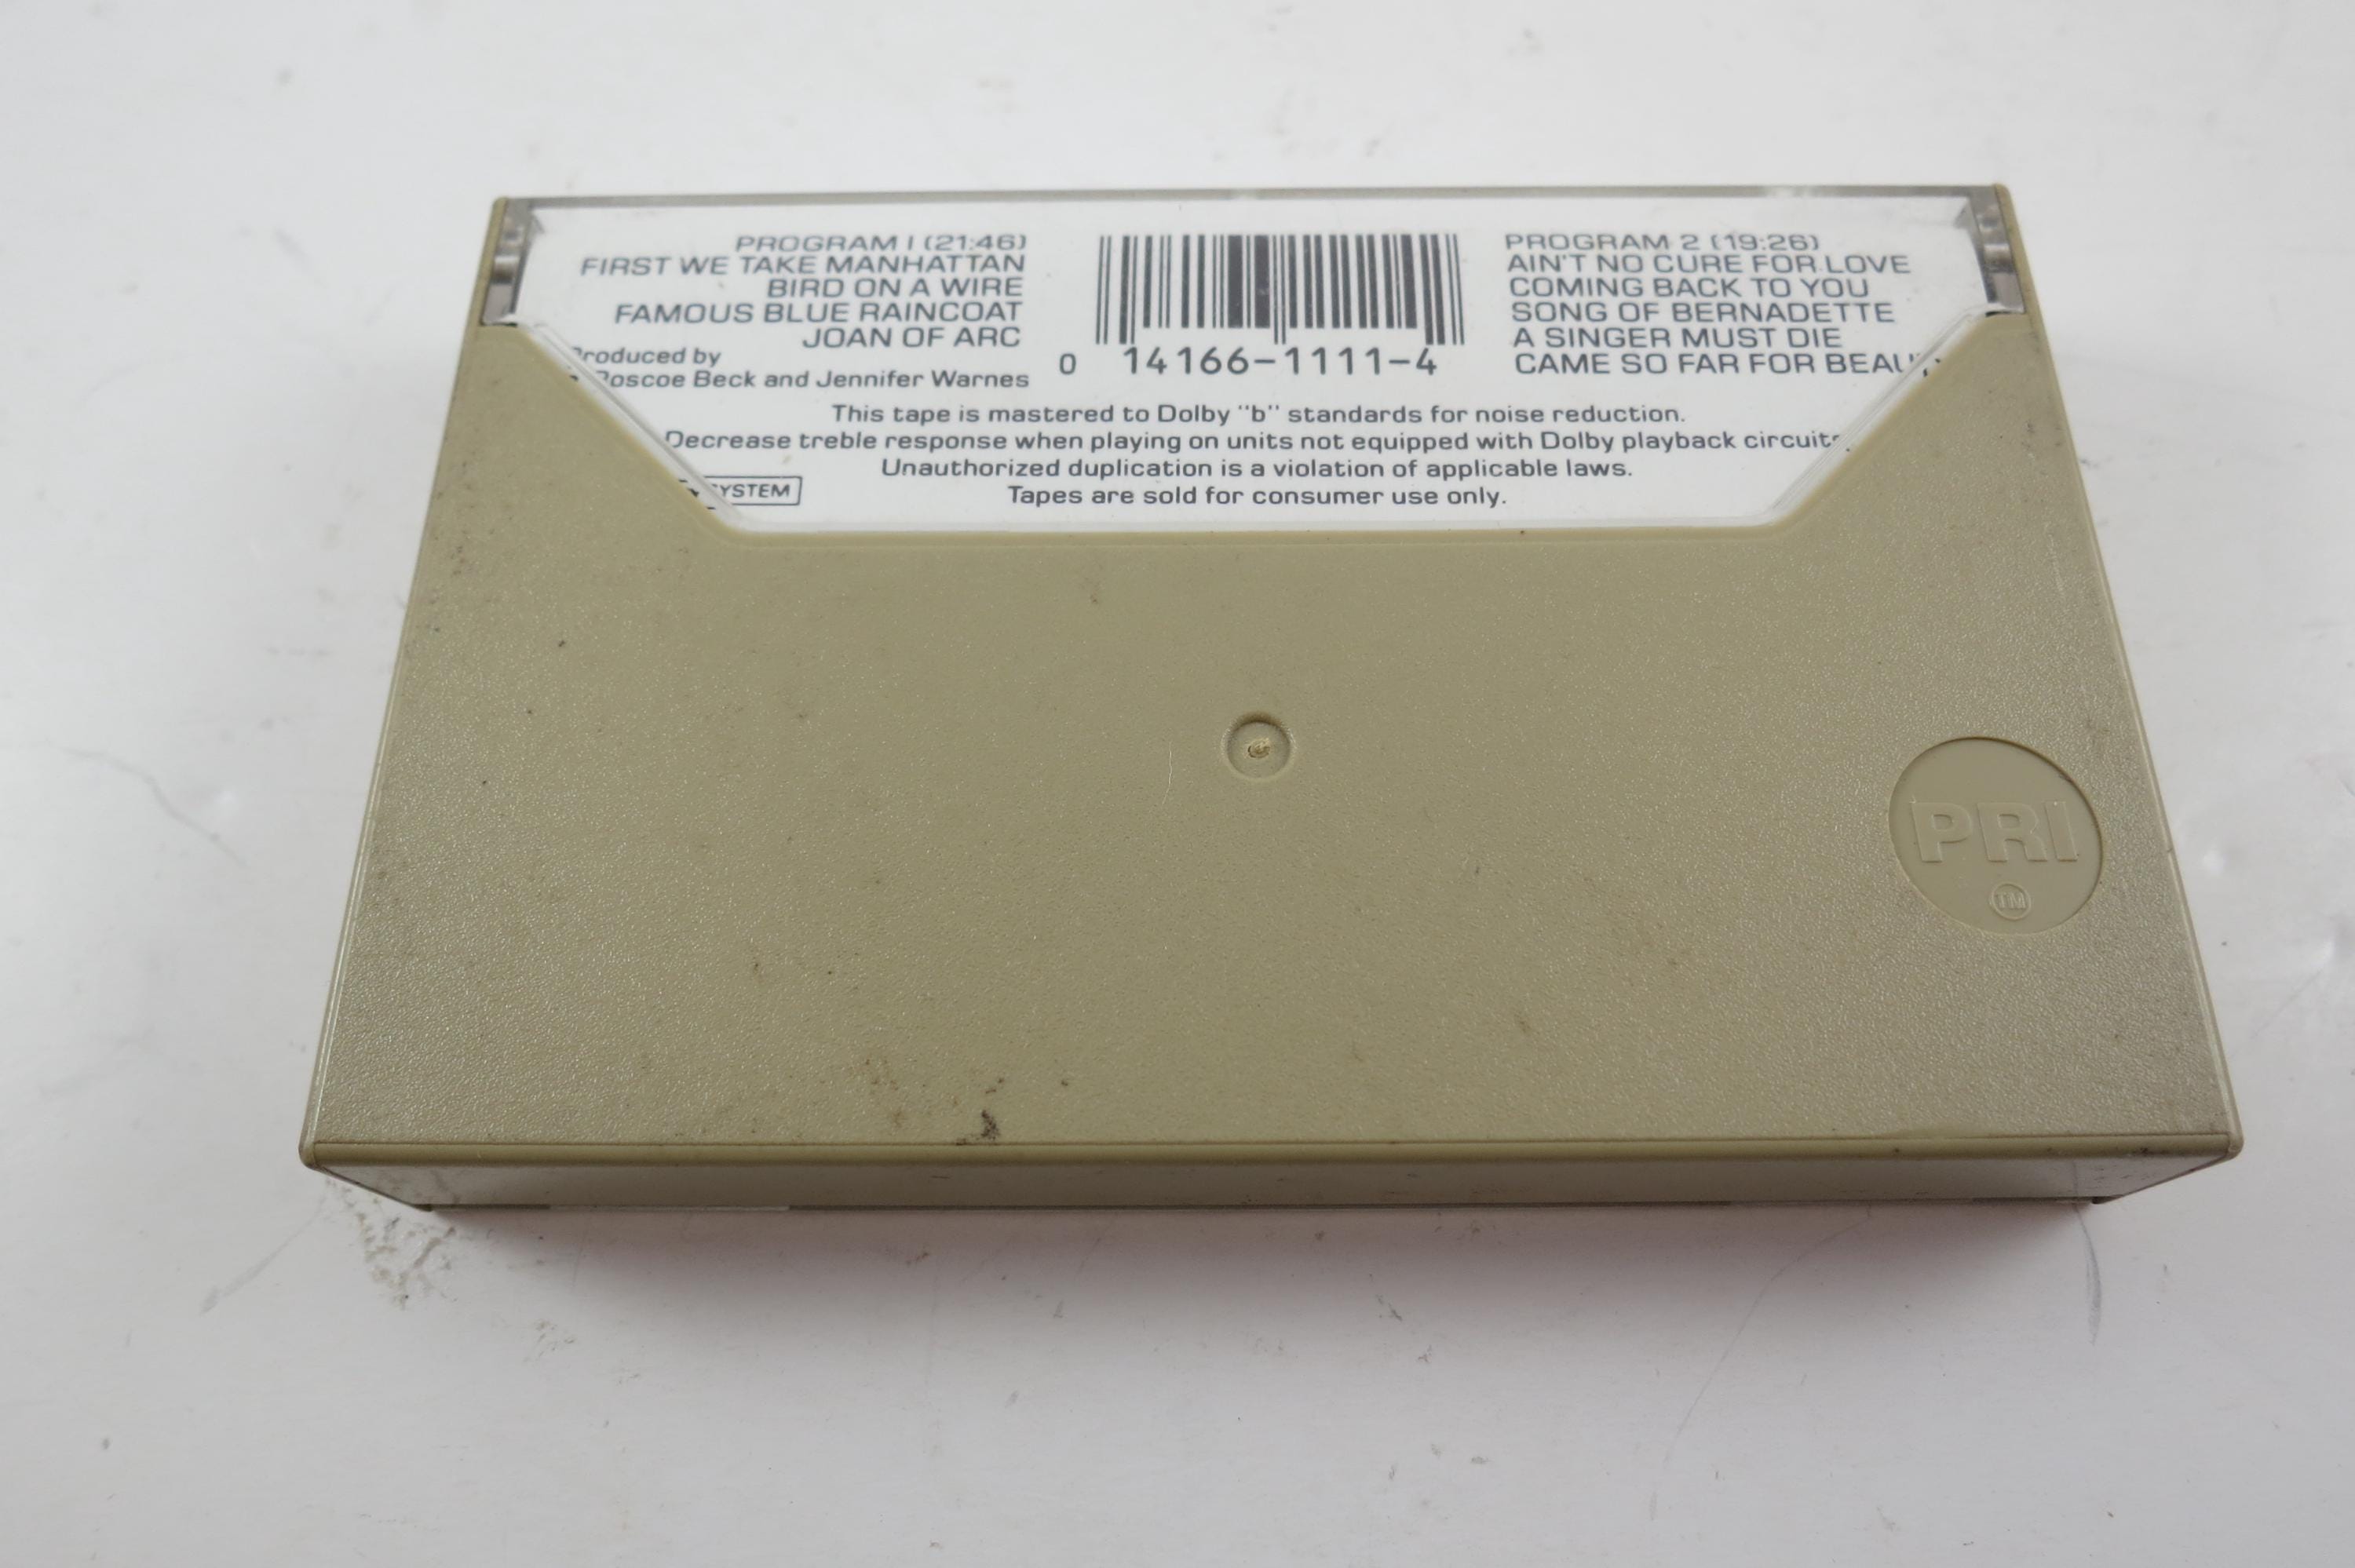 PROGRAM 1 (21:46)
FIRST WE TAKE MANHATTAN
BIRD ON A WIRE
FAMOUS BLUE RAINCOAT
JOAN OF ARC
Produced by
Roscoe Beck and Jennifer Warnes
0 14166-1111-4
PROGRAM 2 (19:26)
AIN'T NO CURE FOR LOVE
COMING BACK TO YOU
SONG OF BERNADETTE
A SINGER MUST DIE
CAME SO FAR FOR
This tape is mastered to Dolby "b" standards for noise reduction.
Decrease treble response when playing on units not equipped with Dolby playback circuits
Unauthorized duplication is a violation of applicable laws.
SYSTEM
Tapes are sold for consumer use only.
PRI
TM